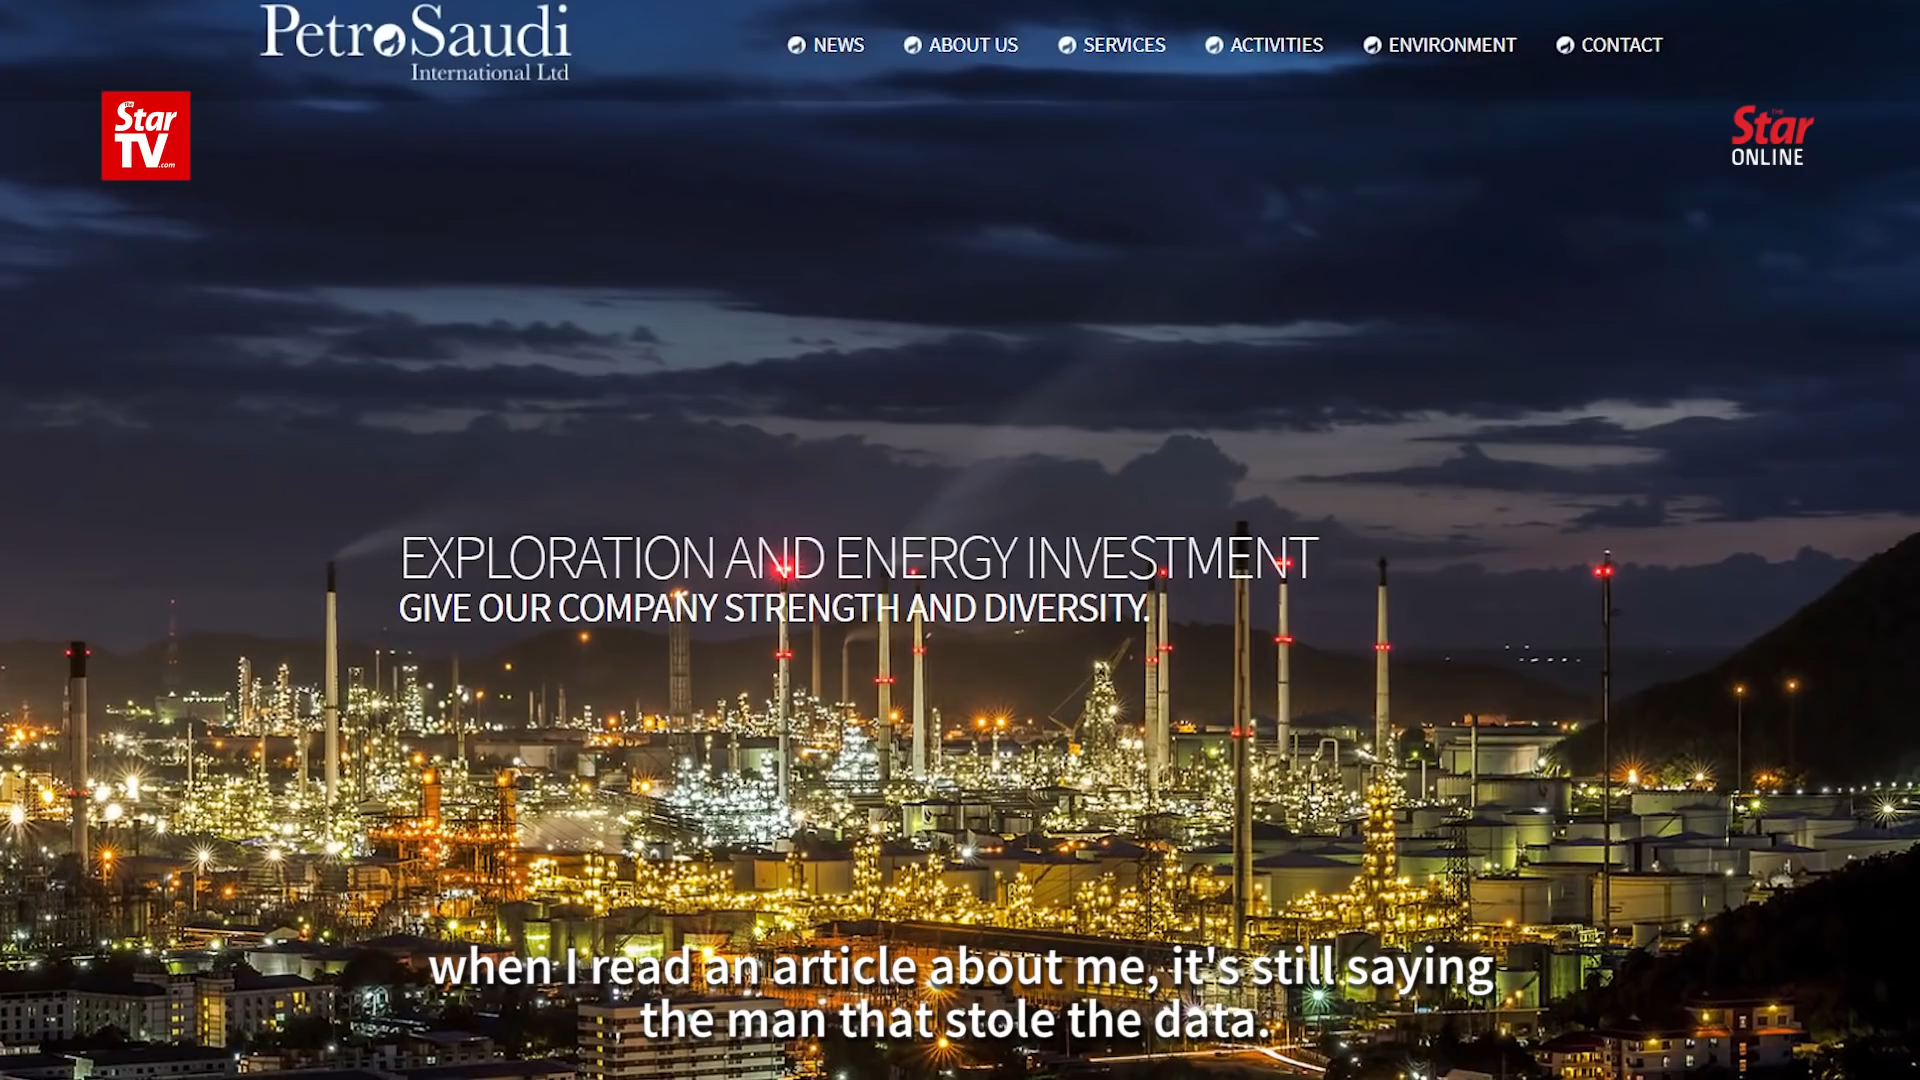 PetroSaudi
International Ltd
NEWS
ABOUT US
SERVICES
ACTIVITIES
ENVIRONMENT
CONTACT
The
Star
TV.com
THE
Star
ONLINE
EXPLORATION AND ENERGY INVESTMENT
GIVE OUR COMPANY STRENGTH AND DIVERSITY.
when I read an article about me, it's still saying
the man that stole the data.